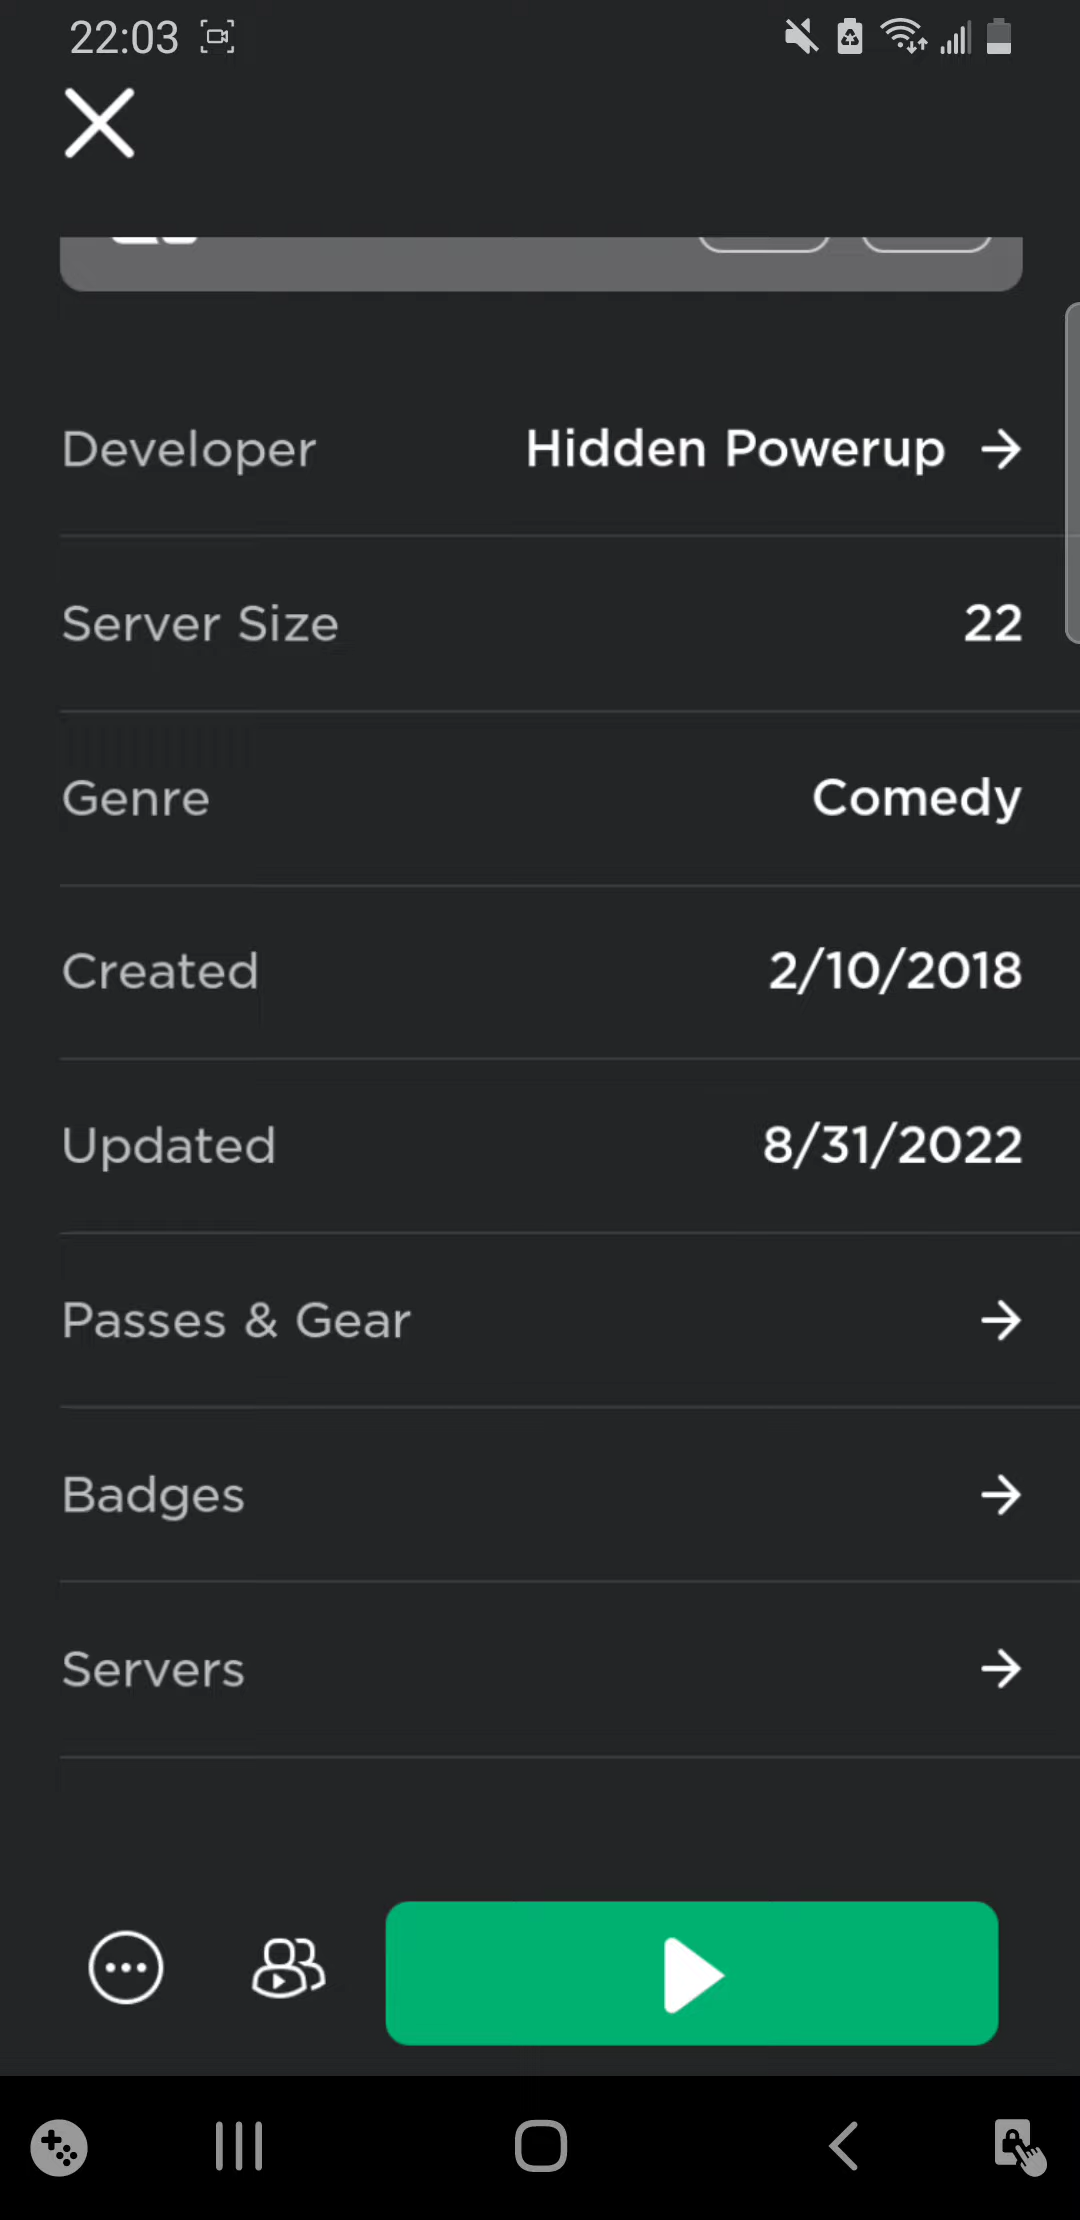 22:03
Developer Hidden Powerup →
Server Size 22
Genre Comedy
Created 2/10/2018
Updated 8/31/2022
Passes & Gear →
Badges →
Servers →